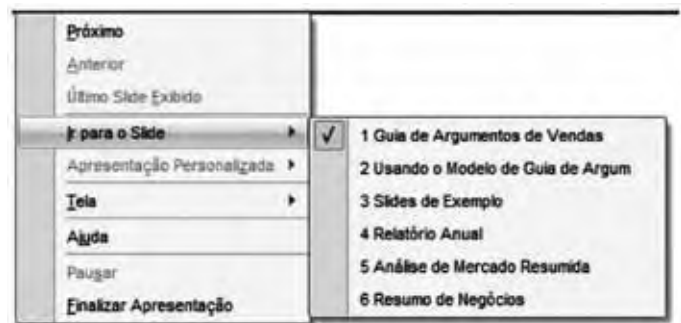 Próximo
Anterior
Último Slide Exibido
Ir para o Slide
Apresentação Personalizada
Tela
Ajuda
Pausar
Finalizar Apresentação
1 Guia de Argumentos de Vendas
2 Usando o Modelo de Guia de Argum
3 Slides de Exemplo
4 Relatório Anual
5 Análise de Mercado Resumida
6 Resumo de Negócios